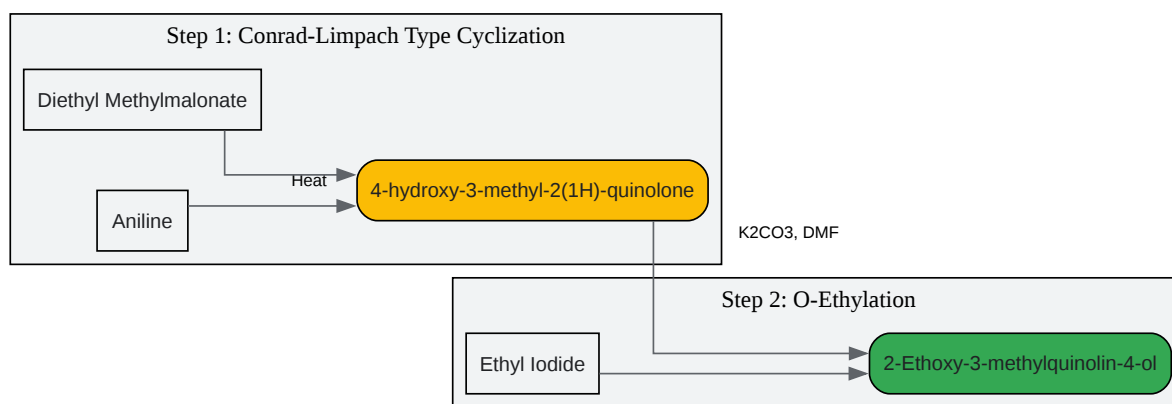 Step 1: Conrad-Limpach Type Cyclization
Diethyl Methylmalonate
Heat
4-hydroxy-3-methyl-2(1H)-quinolone
Aniline
K2CO3, DMF
Step 2: O-Ethylation
Ethyl Iodide
2-Ethoxy-3-methylquinolin-4-ol